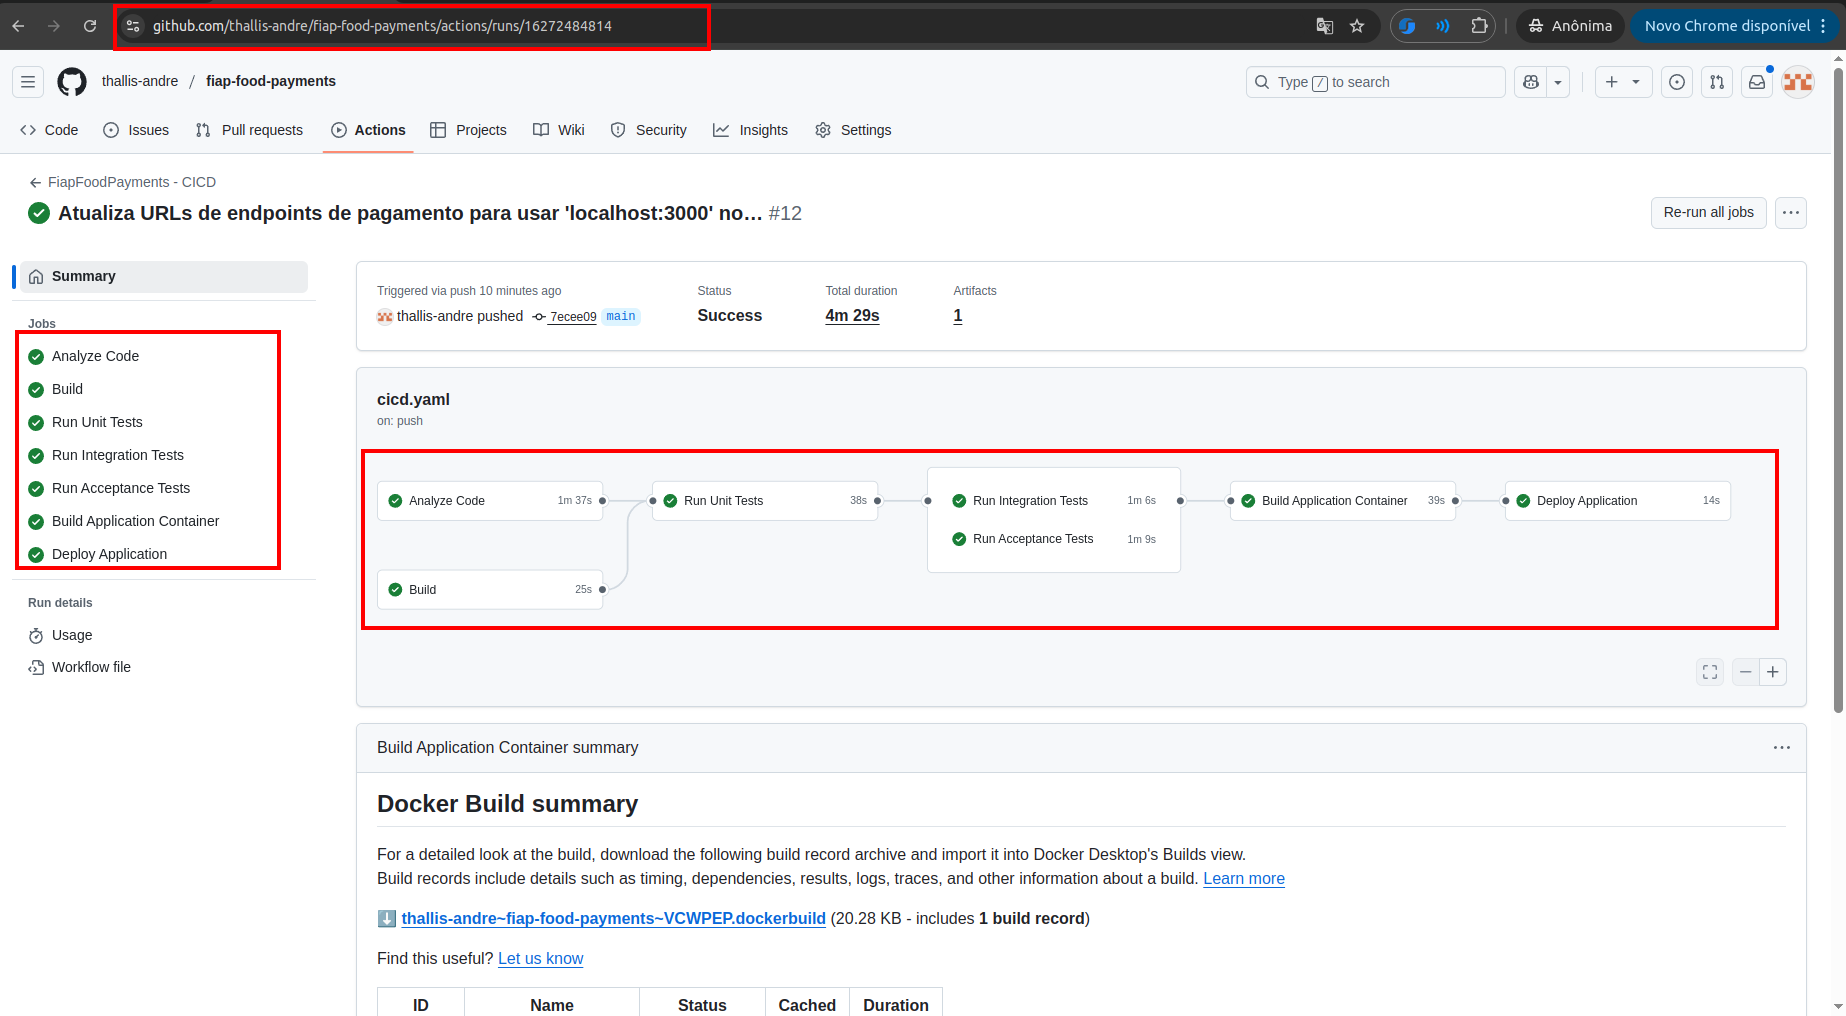 github.com/thallis-andre/fiap-food-payments/actions/runs/16272484814
Anônima
Novo Chrome disponível
thallis-andre / fiap-food-payments
Type / to search
Code
Issues
Pull requests
Actions
Projects
Wiki
Security
Insights
Settings
FiapFoodPayments - CICD
Atualiza URLs de endpoints de pagamento para usar 'localhost:3000' no... #12
Re-run all jobs
Summary
Jobs
Analyze Code
Build
Run Unit Tests
Run Integration Tests
Run Acceptance Tests
Build Application Container
Deploy Application
Run details
Usage
Workflow file
Triggered via push 10 minutes ago
thallis-andre pushed 7ecee09 main
Status
Success
Total duration
4m 29s
Artifacts
1
cicd.yaml
on: push
Analyze Code 1m 37s
Build 25s
Run Unit Tests 38s
Run Integration Tests 1m 6s
Run Acceptance Tests 1m 9s
Build Application Container 39s
Deploy Application 14s
Build Application Container summary
Docker Build summary
For a detailed look at the build, download the following build record archive and import it into Docker Desktop's Builds view.
Build records include details such as timing, dependencies, results, logs, traces, and other information about a build. Learn more
thallis-andre~fiap-food-payments~VCWPEP.dockerbuild (20.28 KB - includes 1 build record)
Find this useful? Let us know
ID Name Status Cached Duration